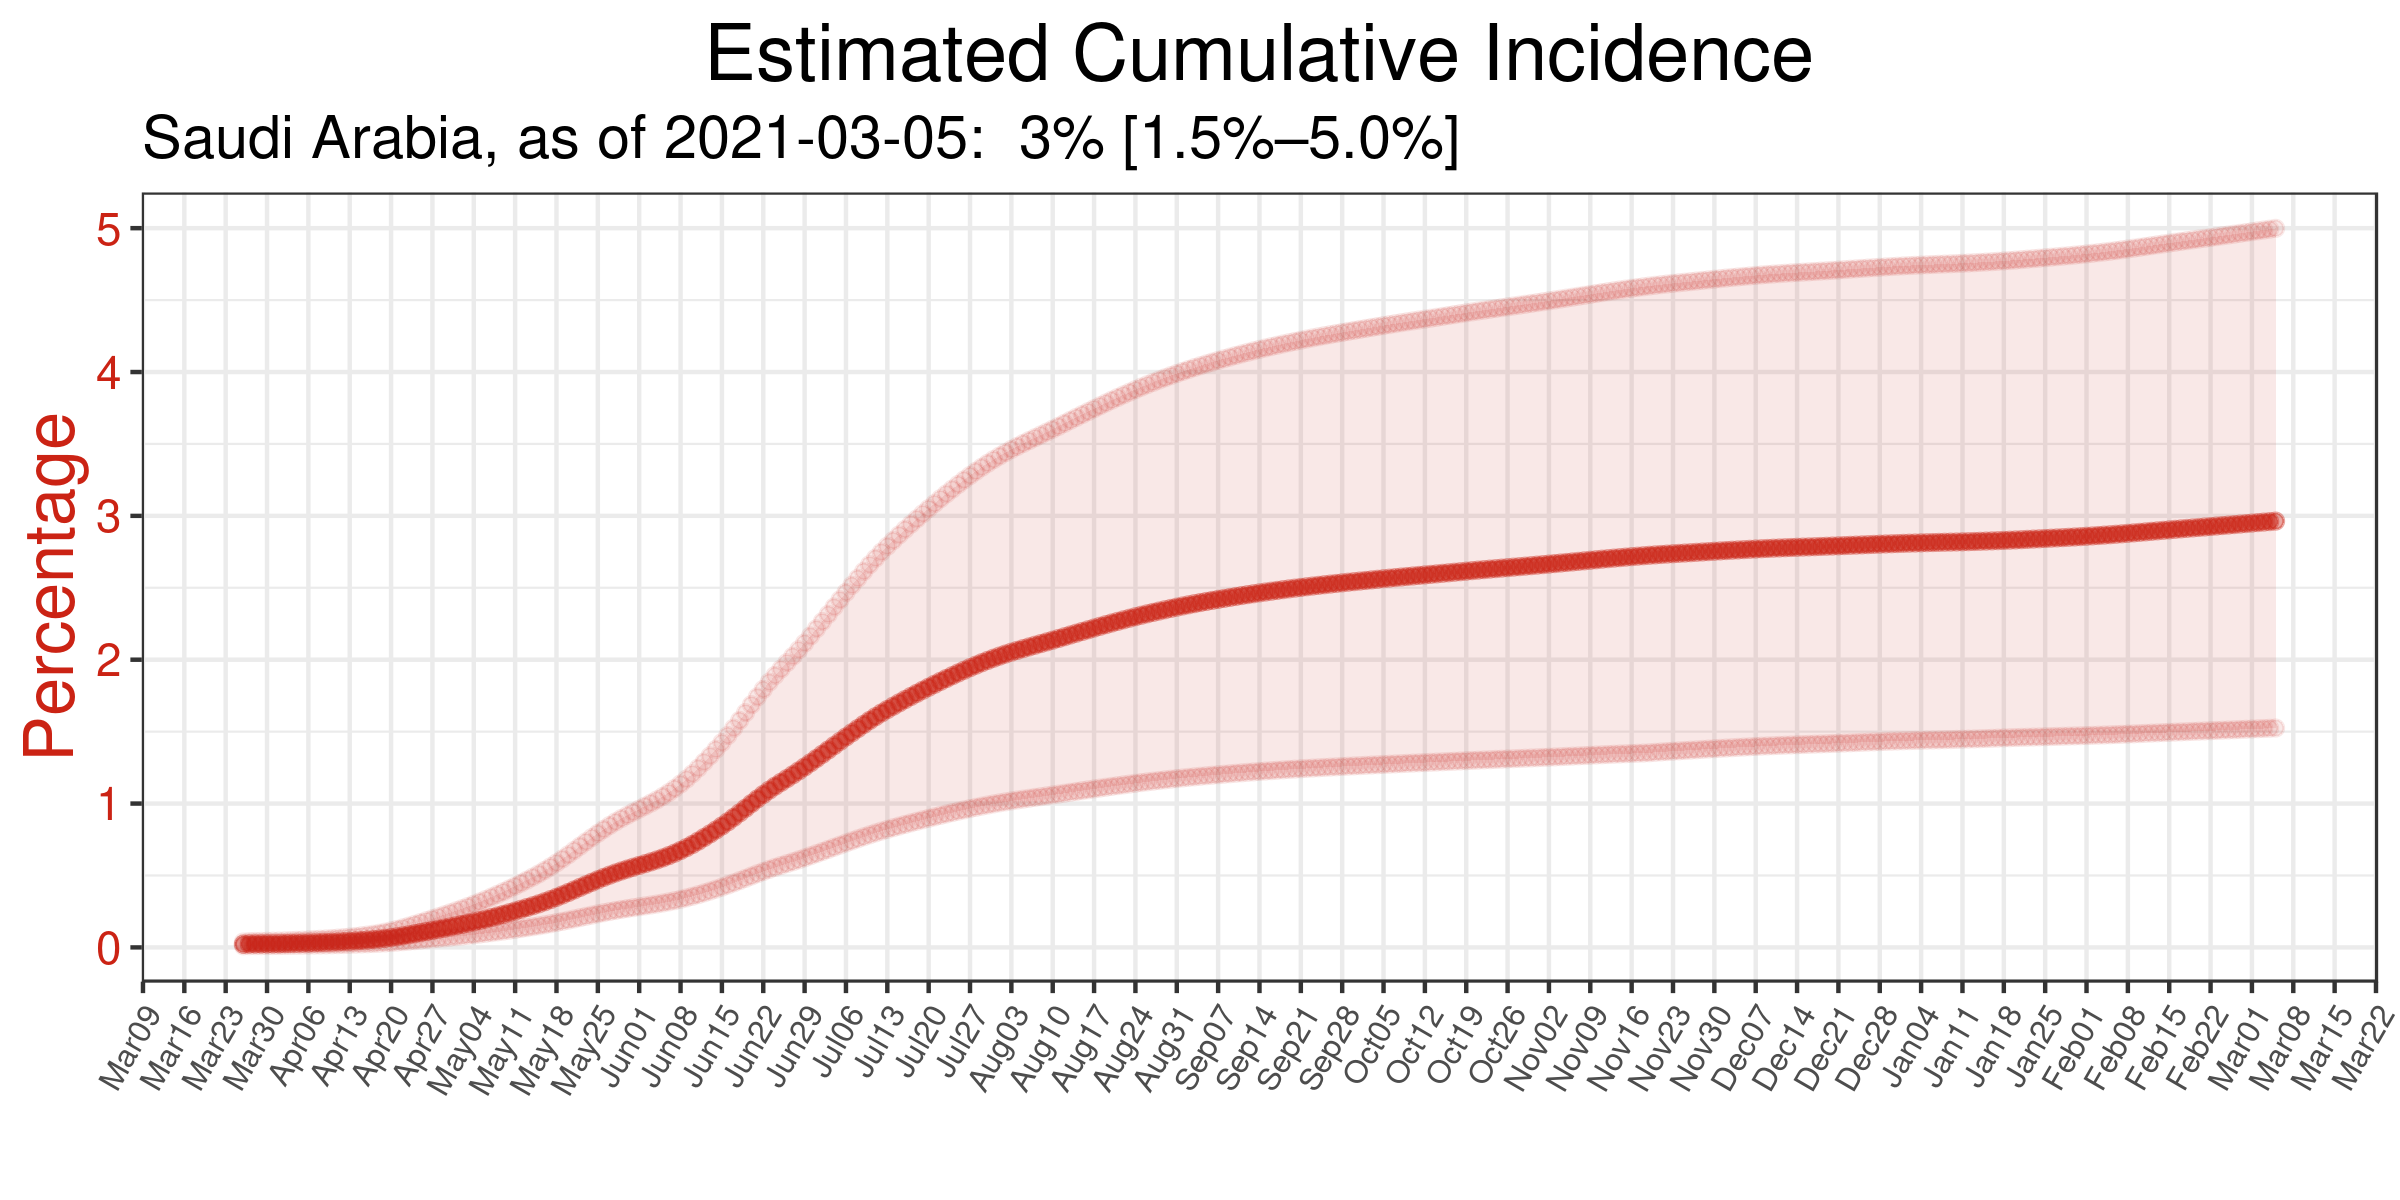 Estimated Cumulative Incidence
Saudi Arabia, as of 2021-03-05:  3% [1.5%–5.0%]
Percentage
5
4
3
2
1
0
Mar09
Mar16
Mar23
Mar30
Apr06
Apr13
Apr20
Apr27
May04
May11
May18
May25
Jun01
Jun08
Jun15
Jun22
Jun29
Jul06
Jul13
Jul20
Jul27
Aug03
Aug10
Aug17
Aug24
Aug31
Sep07
Sep14
Sep21
Sep28
Oct05
Oct12
Oct19
Oct26
Nov02
Nov09
Nov16
Nov23
Nov30
Dec07
Dec14
Dec21
Dec28
Jan04
Jan11
Jan18
Jan25
Feb01
Feb08
Feb15
Feb22
Mar01
Mar08
Mar15
Mar22